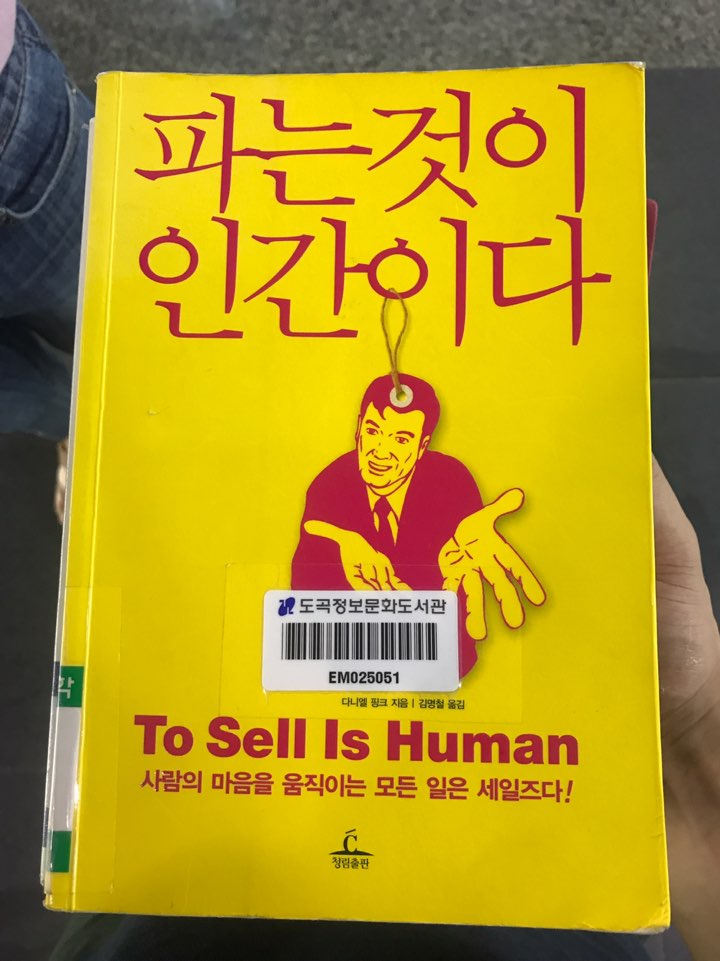 파는것이
인간이다
도곡정보문화도서관
EM025051
다니엘 핑크 지음 | 김명철 옮김
To Sell Is Human
사람의 마음을 움직이는 모든 일은 세일즈다!
청림출판
학